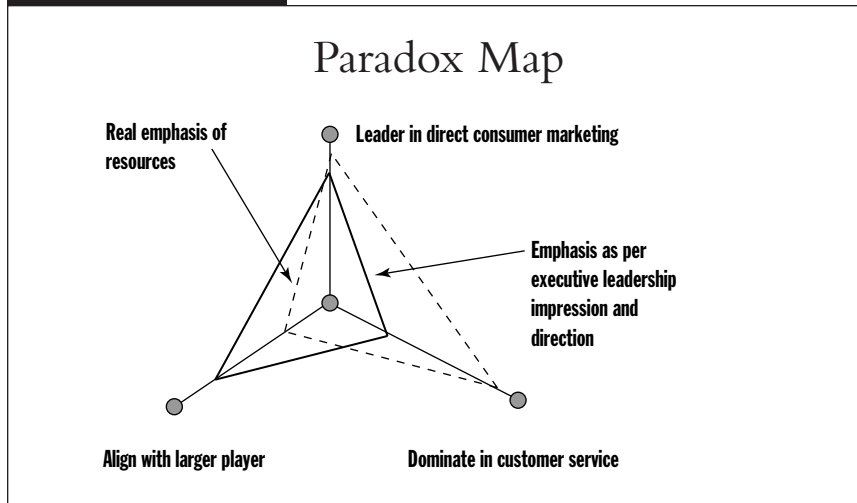 Paradox Map
Real emphasis of
resources
Leader in direct consumer marketing
Emphasis as per
executive leadership
impression and
direction
Align with larger player
Dominate in customer service